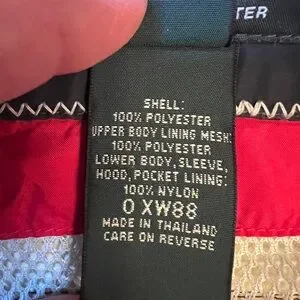 TER
SHELL:
100% POLYESTER
UPPER BODY LINING MESH:
100% POLYESTER
LOWER BODY, SLEEVE,
HOOD, POCKET LINING:
100% NYLON
O XW88
MADE IN THAILAND
CARE ON REVERSE